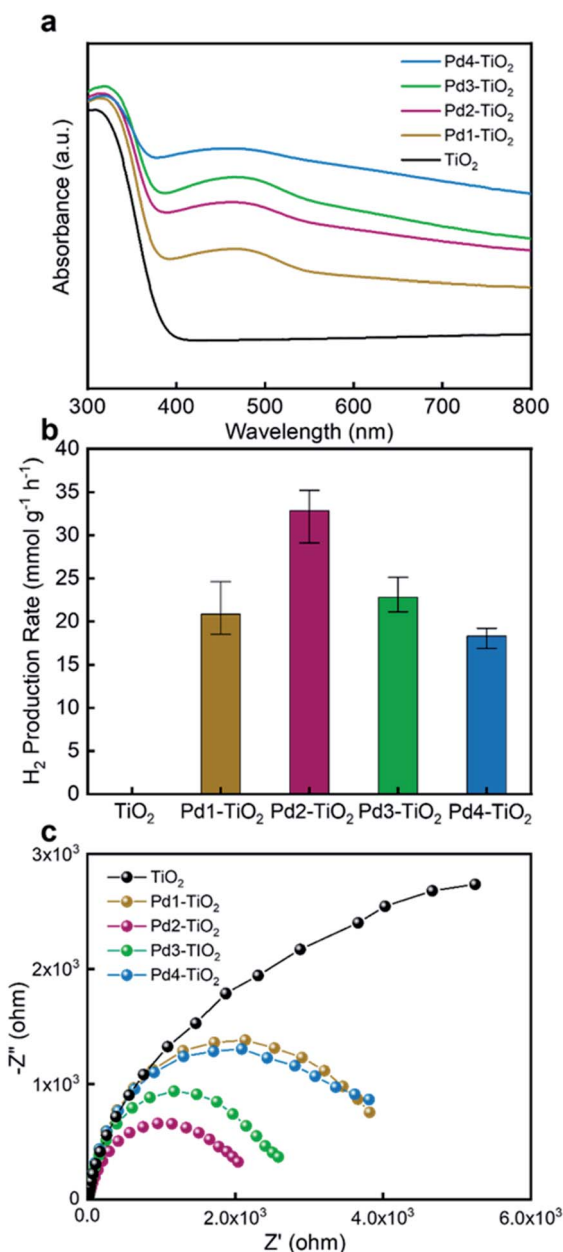 a
Absorbance (a.u.)
Pd4-TiO₂
Pd3-TiO₂
Pd2-TiO₂
Pd1-TiO₂
TiO₂
300 400 500 600 700 800
Wavelength (nm)
b
H₂ Production Rate (mmol g⁻¹ h⁻¹)
40
35
30
25
20
15
10
5
0
TiO₂ Pd1-TiO₂ Pd2-TiO₂ Pd3-TiO₂ Pd4-TiO₂
c
-Z" (ohm)
3x10³
2x10³
1x10³
0
TiO₂
Pd1-TiO₂
Pd2-TiO₂
Pd3-TIO₂
Pd4-TiO₂
0.0 2.0x10³ 4.0x10³ 6.0x10³
Z' (ohm)